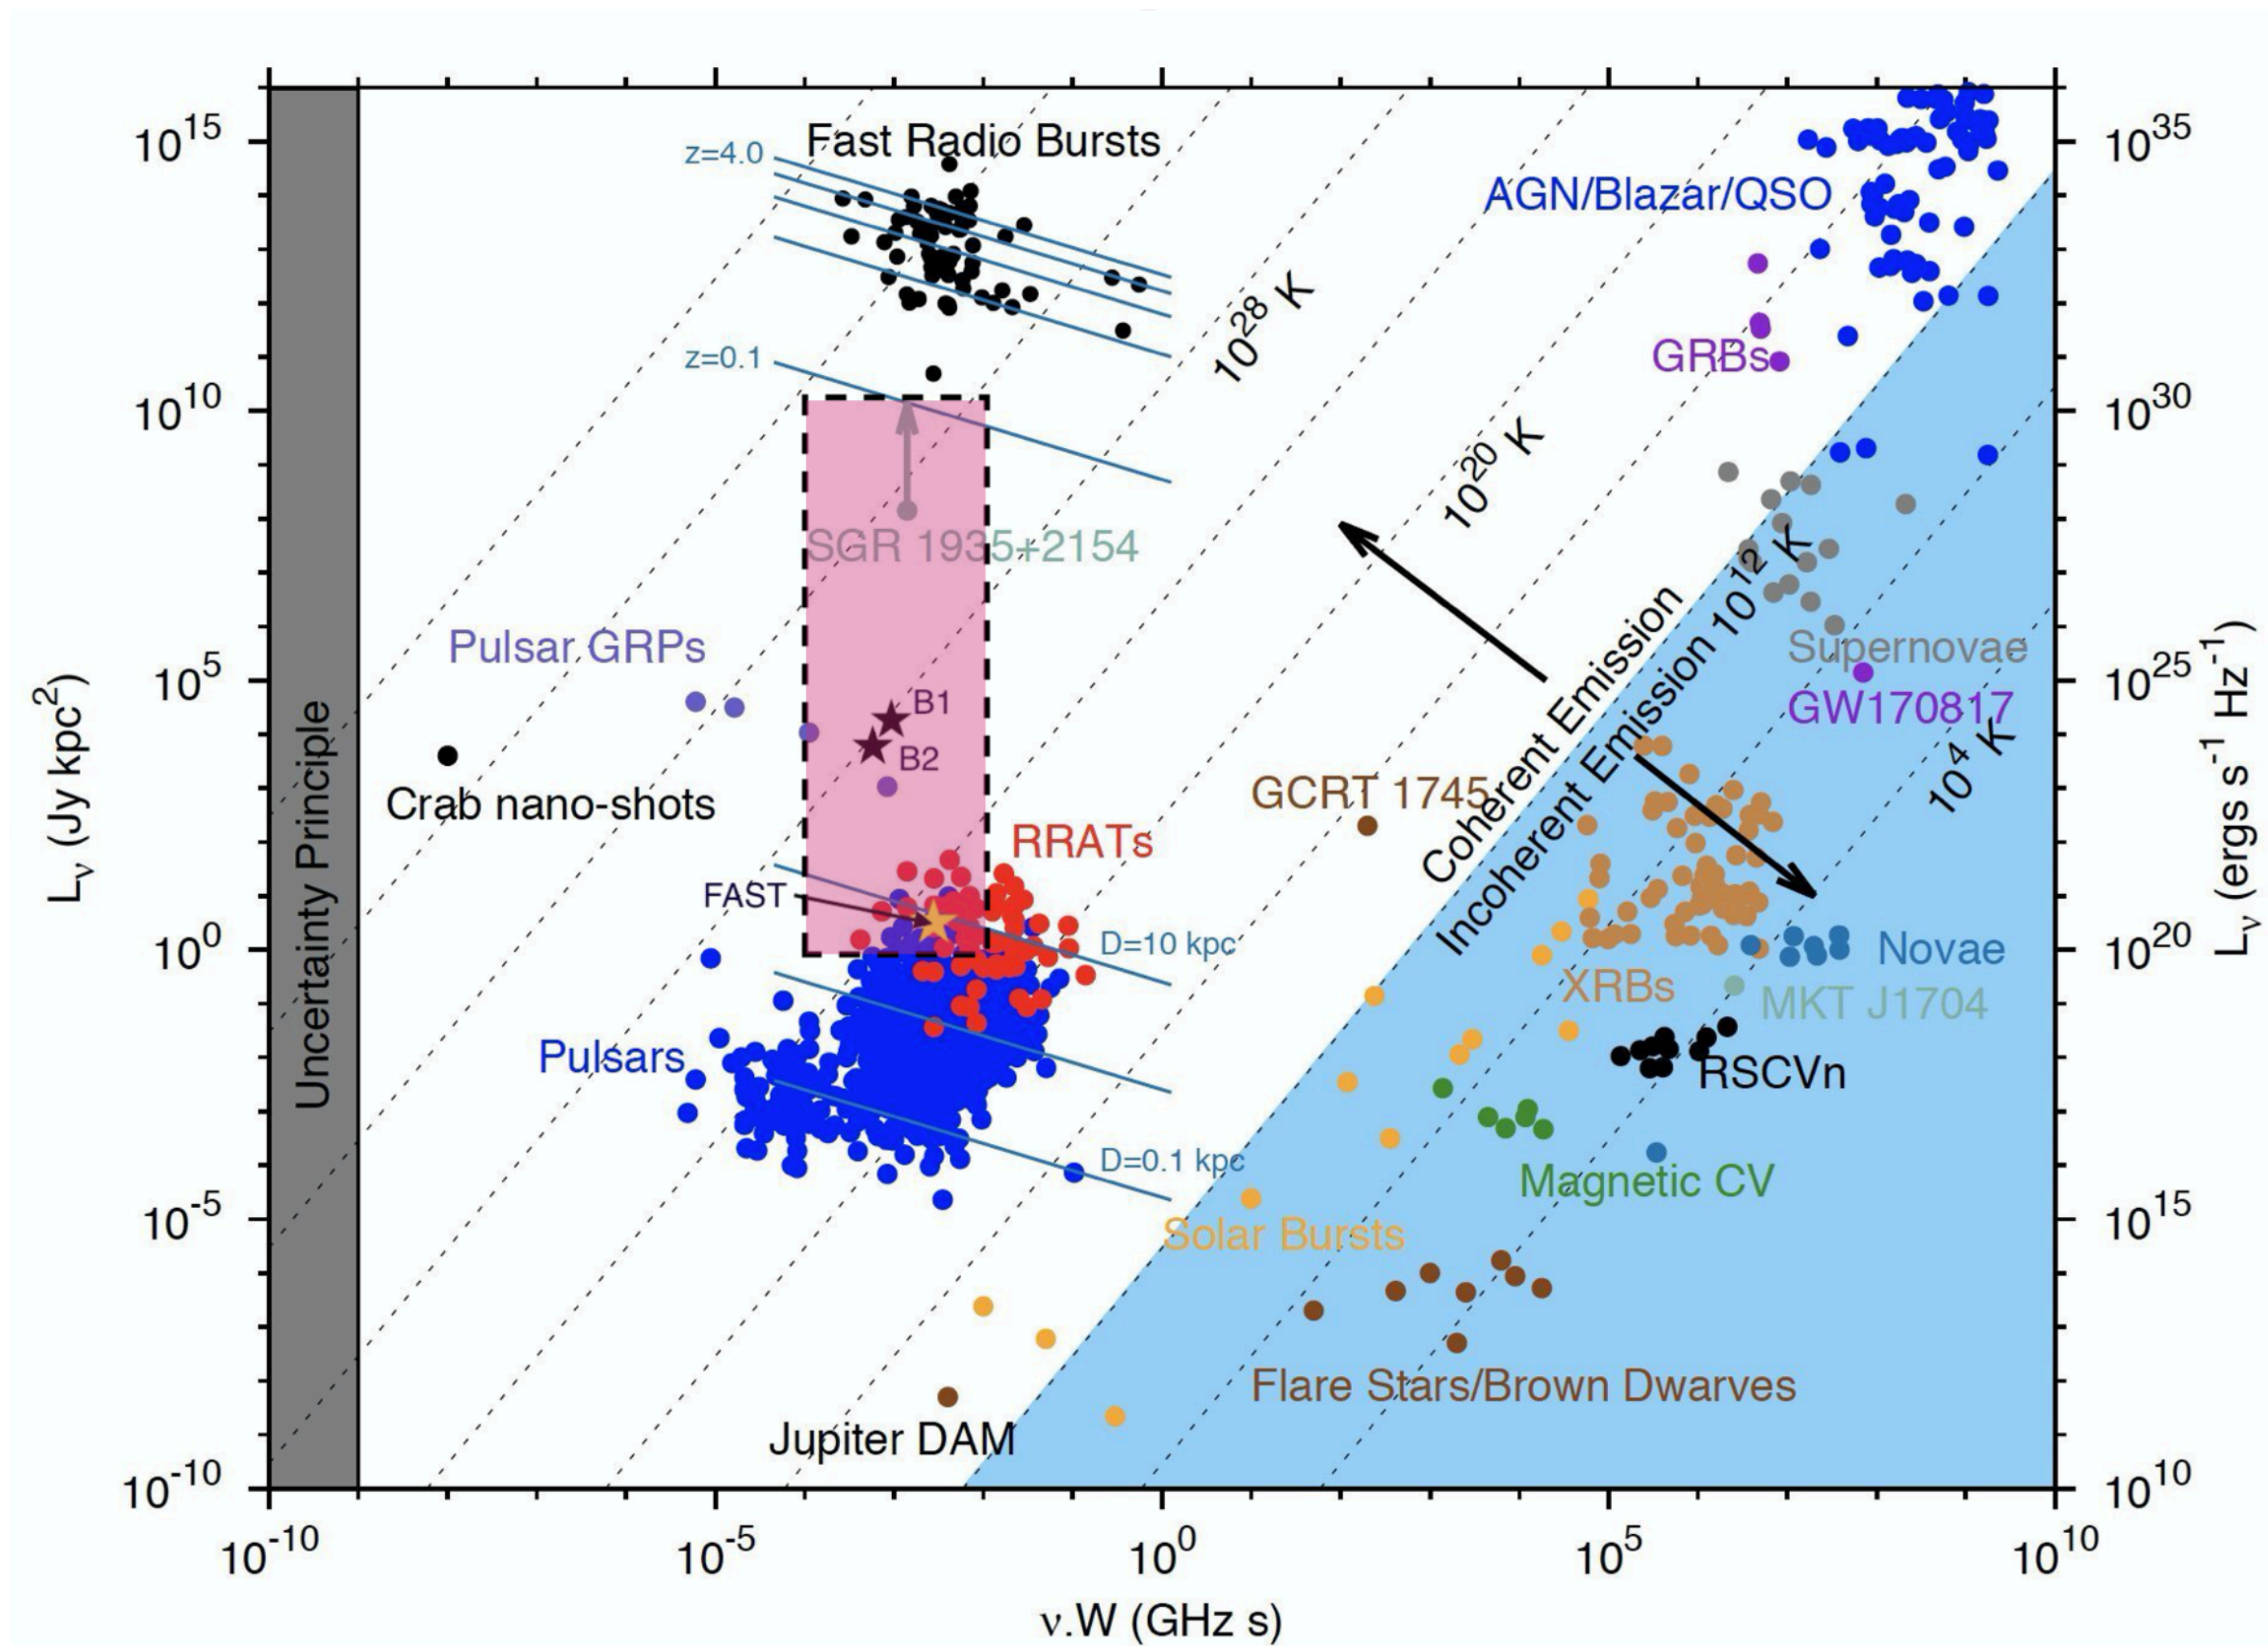 Fast Radio Bursts
z=4.0
10^15
10^35
AGN/Blazar/QSO
10^28 K
GRBs
z=0.1
10^10
10^30
10^20 K
SGR 1935+2154
Pulsar GRPs
10^5
10^25
Supernovae
GW170817
B1
B2
Crab nano-shots
GCRT 1745
Coherent Emission
Incoherent Emission 10^12 K
10^4 K
RRATs
FAST
D=10 kpc
10^0
10^20
Novae
XRBs
MKT J1704
Pulsars
RSCVn
D=0.1 kpc
Magnetic CV
10^-5
10^15
Solar Bursts
Flare Stars/Brown Dwarves
Jupiter DAM
10^-10
10^10
Uncertainty Principle
Lν (Jy kpc^2)
Lν (ergs s^-1 Hz^-1)
10^-10
10^-5
10^0
10^5
10^10
ν.W (GHz s)